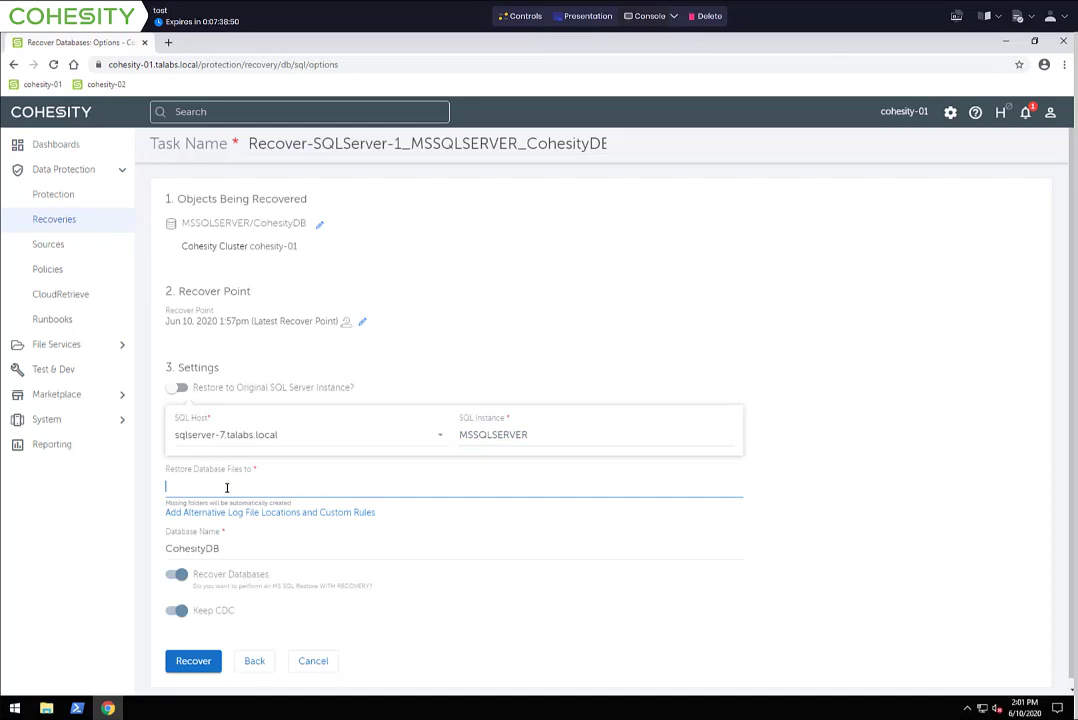 COHESITY
test
Expires in 0:07:38:50
Controls
Presentation
Console
Delete
Recover Databases: Options - Co
cohesity-01.talabs.local/protection/recovery/db/sql/options
cohesity-01
cohesity-02
COHESITY
Search
cohesity-01
H
1
Dashboards
Data Protection
Protection
Recoveries
Sources
Policies
CloudRetrieve
Runbooks
File Services
Test & Dev
Marketplace
System
Reporting
Task Name * Recover-SQLServer-1_MSSQLSERVER_CohesityDB
1. Objects Being Recovered
MSSQLSERVER/CohesityDB
Cohesity Cluster cohesity-01
2. Recover Point
Recover Point
Jun 10, 2020 1:57pm (Latest Recover Point)
3. Settings
Restore to Original SQL Server Instance?
SQL Host*
SQL Instance *
sqlserver-7.talabs.local
MSSQLSERVER
Restore Database Files to *
Missing folders will be automatically created
Add Alternative Log File Locations and Custom Rules
Database Name *
CohesityDB
Recover Databases
Do you want to perform an MS SQL Restore WITH RECOVERY?
Keep CDC
Recover
Back
Cancel
2:01 PM
6/10/2020